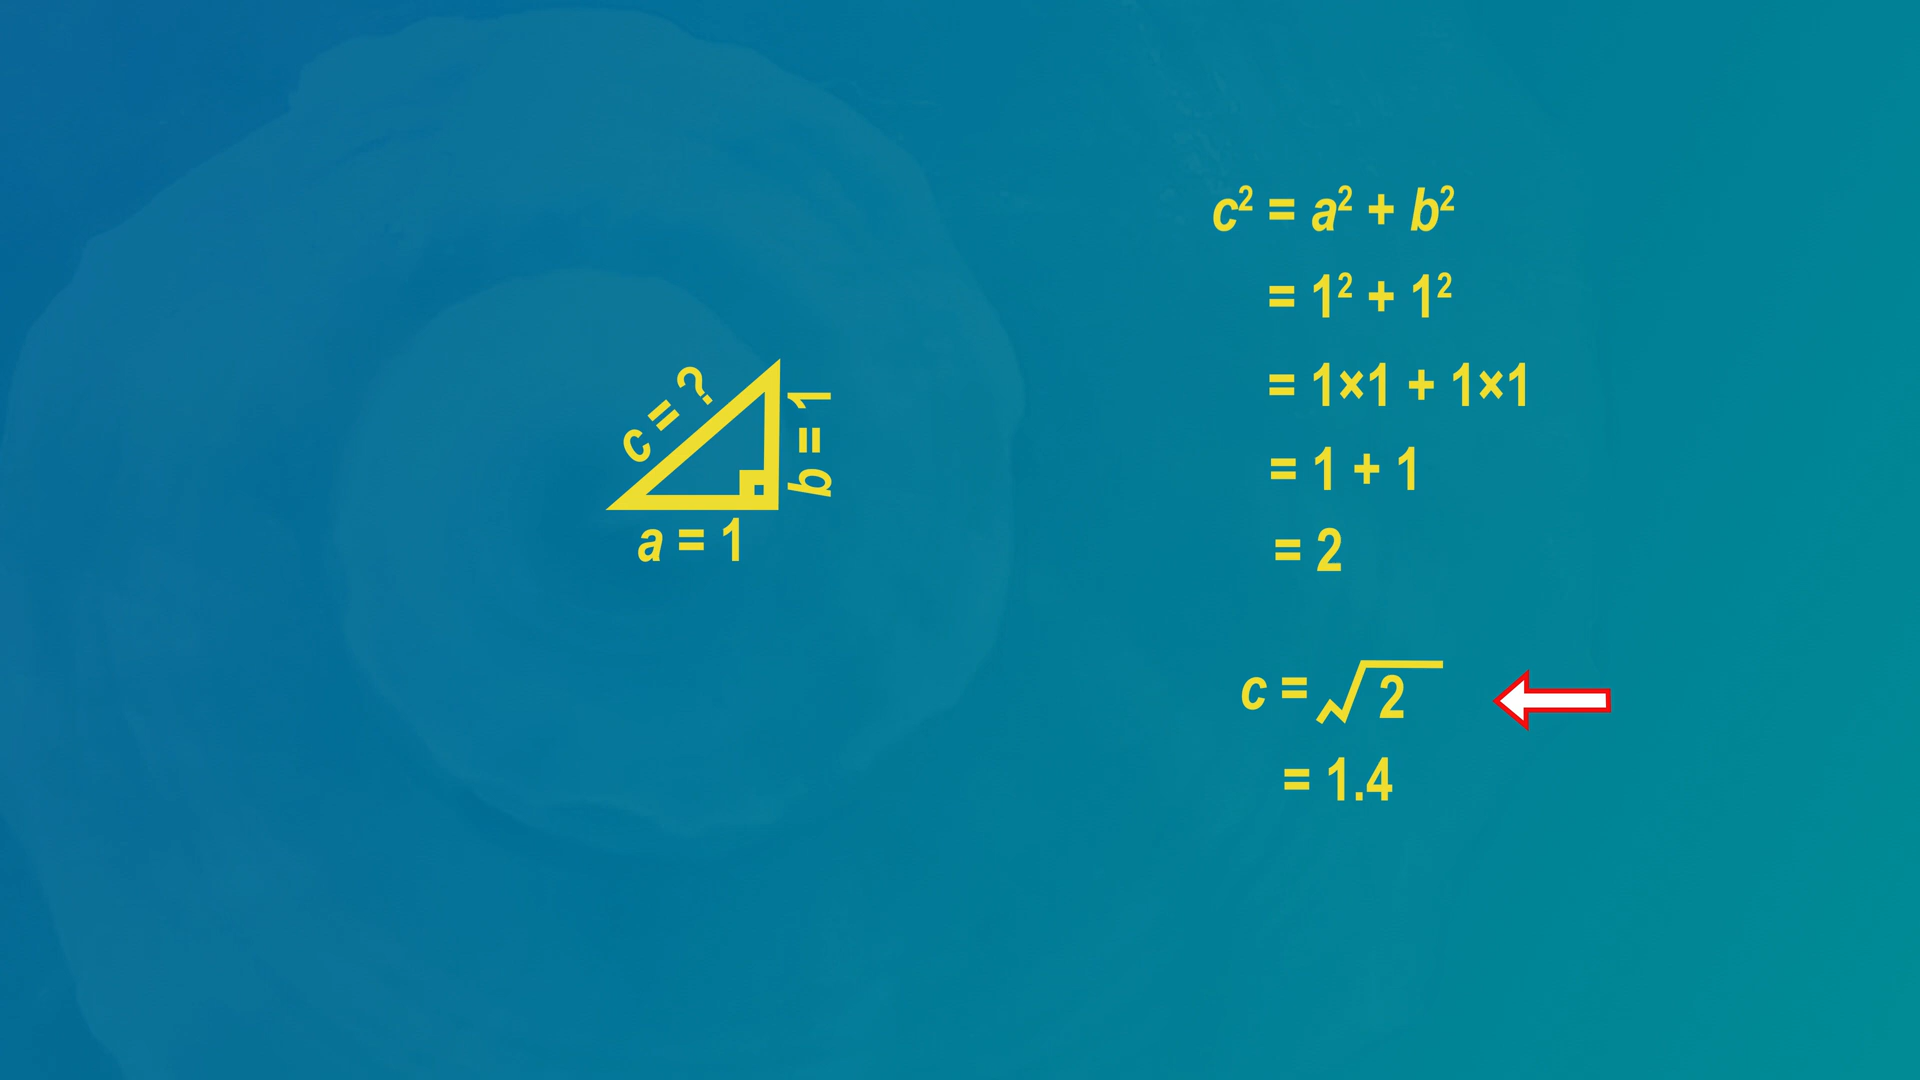 c = ?
b = 1
a = 1
c² = a² + b²
= 1² + 1²
= 1×1 + 1×1
= 1 + 1
= 2
c = √2
= 1.4